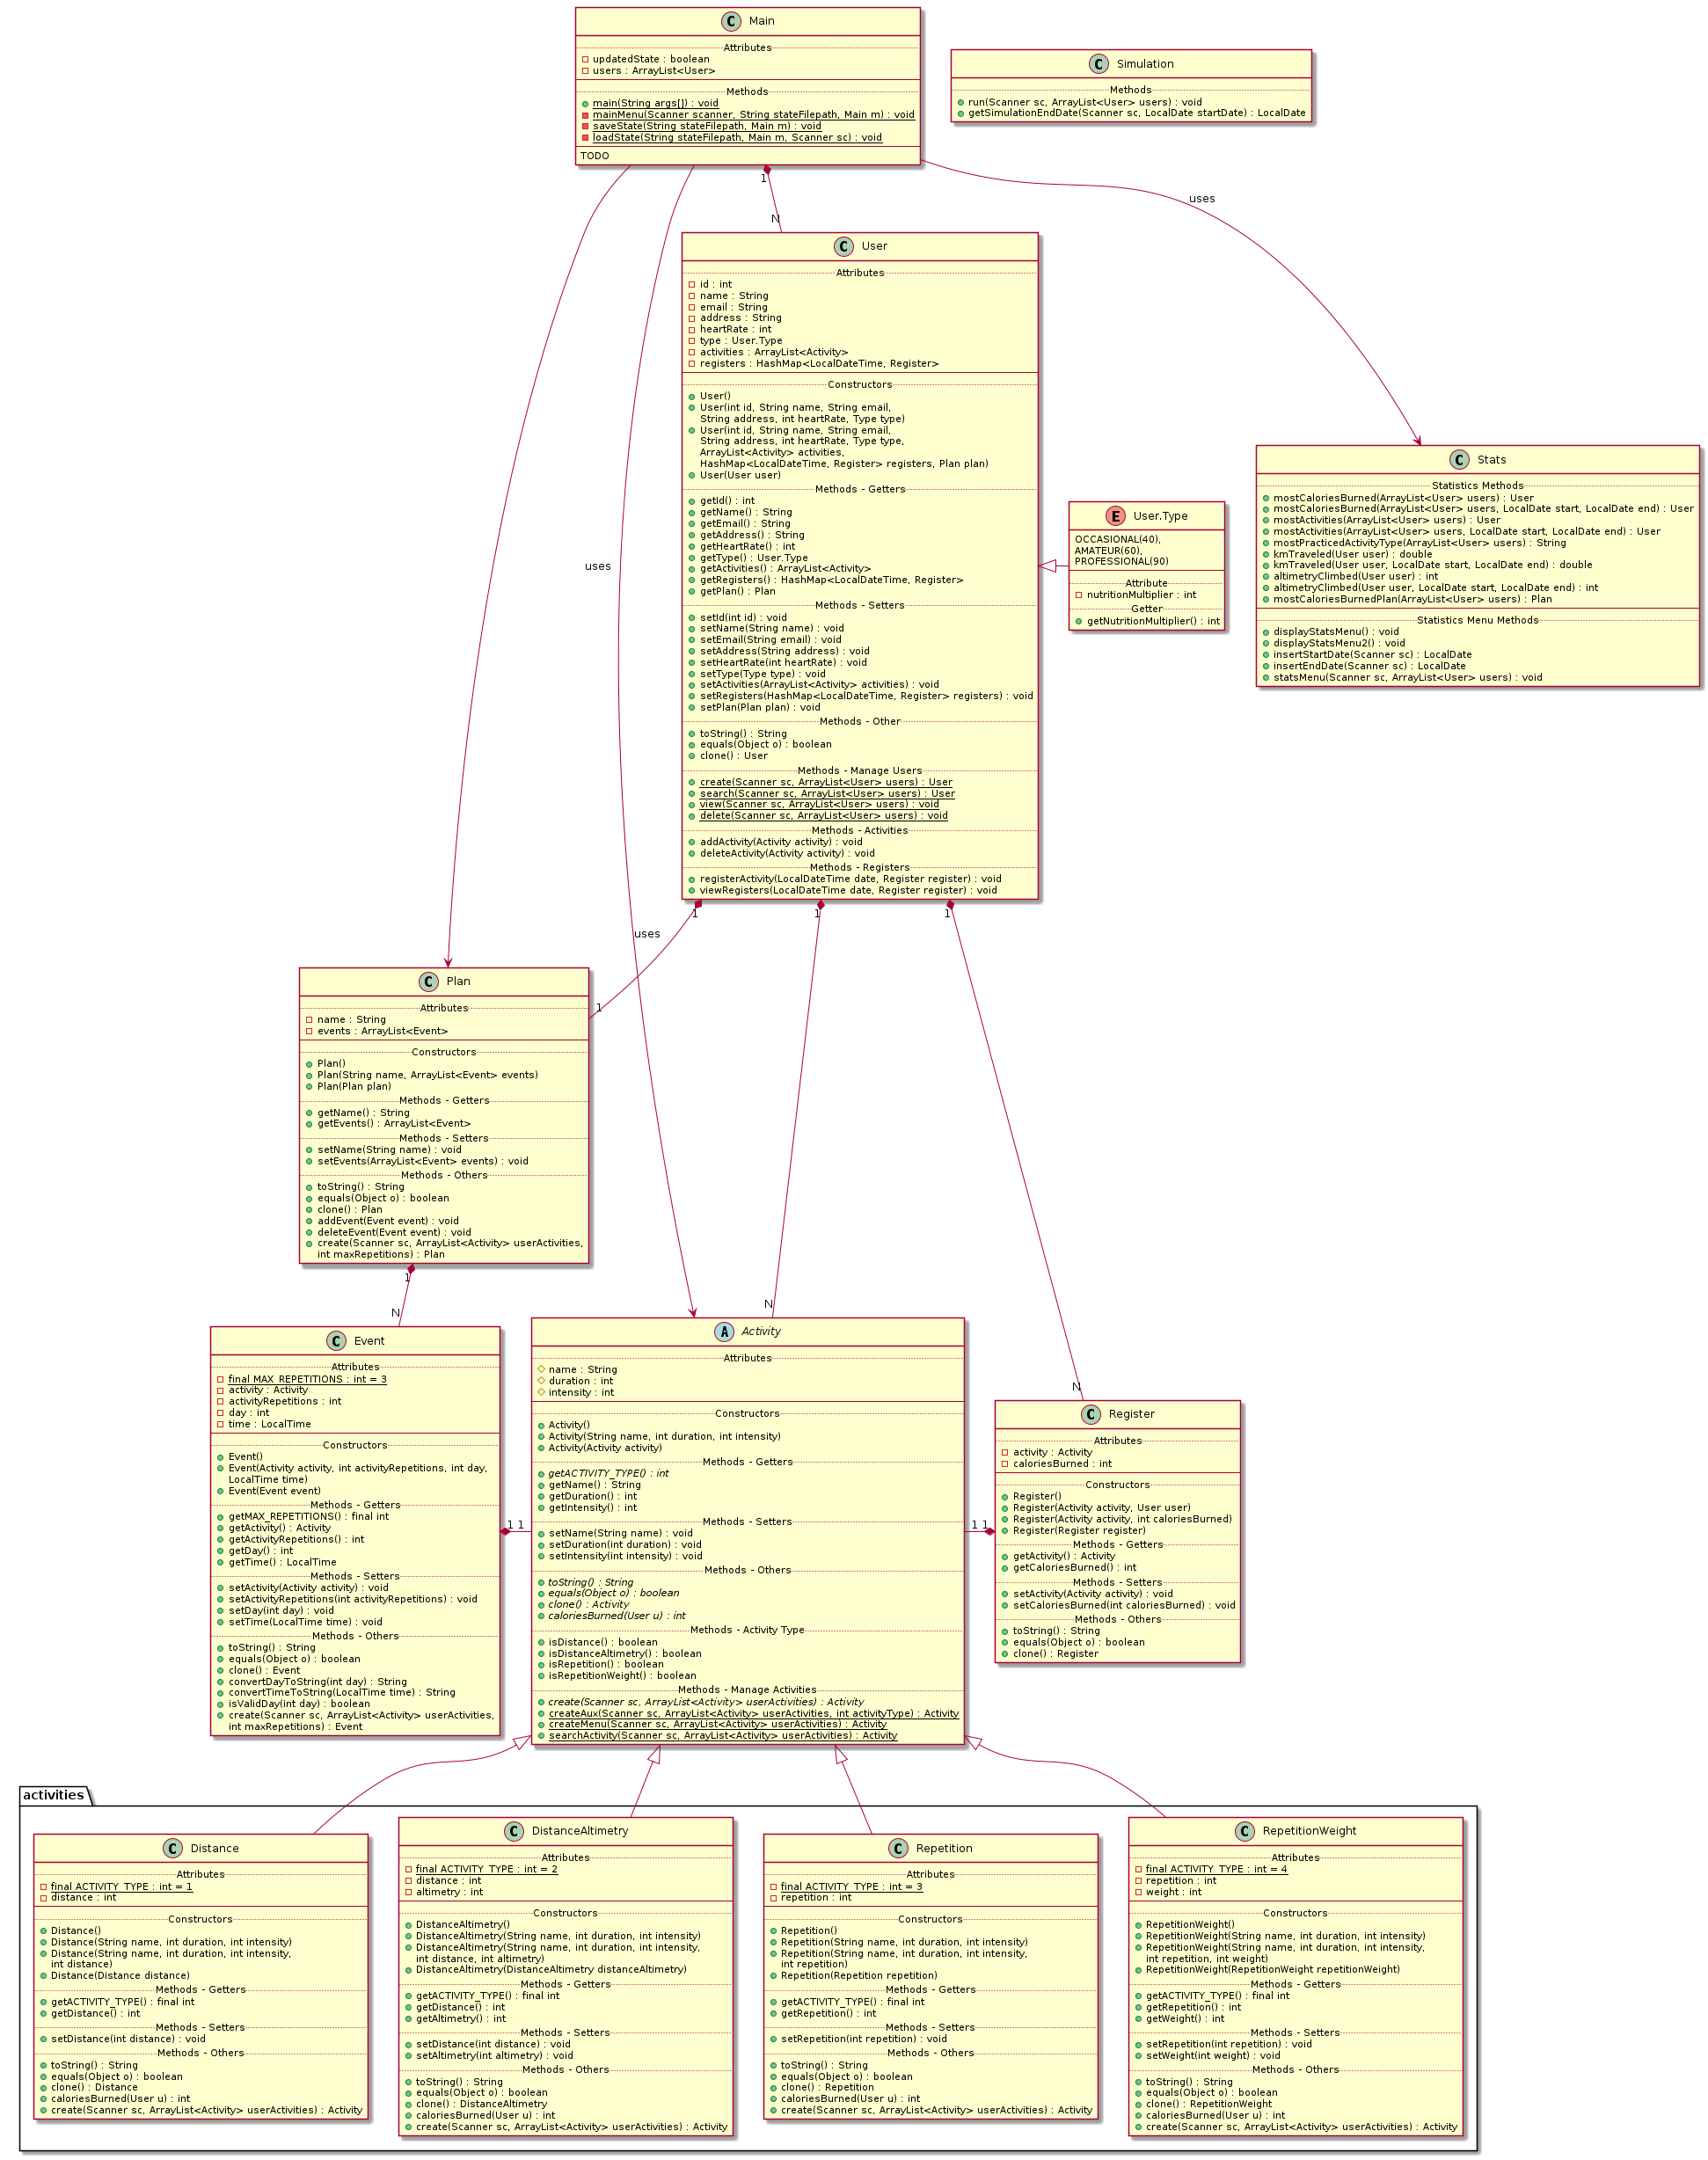 Main
Attributes
updatedState : boolean
users : ArrayList<User>
Methods
main(String args[]) : void
mainMenu(Scanner scanner, String stateFilepath, Main m) : void
saveState(String stateFilepath, Main m) : void
loadState(String stateFilepath, Main m, Scanner sc) : void
TODO
Simulation
Methods
run(Scanner sc, ArrayList<User> users) : void
getSimulationEndDate(Scanner sc, LocalDate startDate) : LocalDate
1
N
uses
uses
uses
User
Attributes
id : int
name : String
email : String
address : String
heartRate : int
type : User.Type
activities : ArrayList<Activity>
registers : HashMap<LocalDateTime, Register>
Constructors
User()
User(int id, String name, String email,
String address, int heartRate, Type type)
User(int id, String name, String email,
String address, int heartRate, Type type,
ArrayList<Activity> activities,
HashMap<LocalDateTime, Register> registers, Plan plan)
User(User user)
Methods - Getters
getId() : int
getName() : String
getEmail() : String
getAddress() : String
getHeartRate() : int
getType() : User.Type
getActivities() : ArrayList<Activity>
getRegisters() : HashMap<LocalDateTime, Register>
getPlan() : Plan
Methods - Setters
setId(int id) : void
setName(String name) : void
setEmail(String email) : void
setAddress(String address) : void
setHeartRate(int heartRate) : void
setType(Type type) : void
setActivities(ArrayList<Activity> activities) : void
setRegisters(HashMap<LocalDateTime, Register> registers) : void
setPlan(Plan plan) : void
Methods - Other
toString() : String
equals(Object o) : boolean
clone() : User
Methods - Manage Users
create(Scanner sc, ArrayList<User> users) : User
search(Scanner sc, ArrayList<User> users) : User
view(Scanner sc, ArrayList<User> users) : void
delete(Scanner sc, ArrayList<User> users) : void
Methods - Activities
addActivity(Activity activity) : void
deleteActivity(Activity activity) : void
Methods - Registers
registerActivity(LocalDateTime date, Register register) : void
viewRegisters(LocalDateTime date, Register register) : void
User.Type
OCCASIONAL(40),
AMATEUR(60),
PROFESSIONAL(90)
Attribute
nutritionMultiplier : int
Getter
getNutritionMultiplier() : int
Stats
Statistics Methods
mostCaloriesBurned(ArrayList<User> users) : User
mostCaloriesBurned(ArrayList<User> users, LocalDate start, LocalDate end) : User
mostActivities(ArrayList<User> users) : User
mostActivities(ArrayList<User> users, LocalDate start, LocalDate end) : User
mostPracticedActivityType(ArrayList<User> users) : String
kmTraveled(User user) : double
kmTraveled(User user, LocalDate start, LocalDate end) : double
altimetryClimbed(User user) : int
altimetryClimbed(User user, LocalDate start, LocalDate end) : int
mostCaloriesBurnedPlan(ArrayList<User> users) : Plan
Statistics Menu Methods
displayStatsMenu() : void
displayStatsMenu2() : void
insertStartDate(Scanner sc) : LocalDate
insertEndDate(Scanner sc) : LocalDate
statsMenu(Scanner sc, ArrayList<User> users) : void
1
1
1
1
N
N
Plan
Attributes
name : String
events : ArrayList<Event>
Constructors
Plan()
Plan(String name, ArrayList<Event> events)
Plan(Plan plan)
Methods - Getters
getName() : String
getEvents() : ArrayList<Event>
Methods - Setters
setName(String name) : void
setEvents(ArrayList<Event> events) : void
Methods - Others
toString() : String
equals(Object o) : boolean
clone() : Plan
addEvent(Event event) : void
deleteEvent(Event event) : void
create(Scanner sc, ArrayList<Activity> userActivities,
int maxRepetitions) : Plan
1
N
Event
Attributes
final MAX_REPETITIONS : int = 3
activity : Activity
activityRepetitions : int
day : int
time : LocalTime
Constructors
Event()
Event(Activity activity, int activityRepetitions, int day,
LocalTime time)
Event(Event event)
Methods - Getters
getMAX_REPETITIONS() : final int
getActivity() : Activity
getActivityRepetitions() : int
getDay() : int
getTime() : LocalTime
Methods - Setters
setActivity(Activity activity) : void
setActivityRepetitions(int activityRepetitions) : void
setDay(int day) : void
setTime(LocalTime time) : void
Methods - Others
toString() : String
equals(Object o) : boolean
clone() : Event
convertDayToString(int day) : String
convertTimeToString(LocalTime time) : String
isValidDay(int day) : boolean
create(Scanner sc, ArrayList<Activity> userActivities,
int maxRepetitions) : Event
1 1
Activity
Attributes
name : String
duration : int
intensity : int
Constructors
Activity()
Activity(String name, int duration, int intensity)
Activity(Activity activity)
Methods - Getters
getACTIVITY_TYPE() : int
getName() : String
getDuration() : int
getIntensity() : int
Methods - Setters
setName(String name) : void
setDuration(int duration) : void
setIntensity(int intensity) : void
Methods - Others
toString() : String
equals(Object o) : boolean
clone() : Activity
caloriesBurned(User u) : int
Methods - Activity Type
isDistance() : boolean
isDistanceAltimetry() : boolean
isRepetition() : boolean
isRepetitionWeight() : boolean
Methods - Manage Activities
create(Scanner sc, ArrayList<Activity> userActivities) : Activity
createAux(Scanner sc, ArrayList<Activity> userActivities, int activityType) : Activity
createMenu(Scanner sc, ArrayList<Activity> userActivities) : Activity
searchActivity(Scanner sc, ArrayList<Activity> userActivities) : Activity
1 1
Register
Attributes
activity : Activity
caloriesBurned : int
Constructors
Register()
Register(Activity activity, User user)
Register(Activity activity, int caloriesBurned)
Register(Register register)
Methods - Getters
getActivity() : Activity
getCaloriesBurned() : int
Methods - Setters
setActivity(Activity activity) : void
setCaloriesBurned(int caloriesBurned) : void
Methods - Others
toString() : String
equals(Object o) : boolean
clone() : Register
activities
Distance
Attributes
final ACTIVITY_TYPE : int = 1
distance : int
Constructors
Distance()
Distance(String name, int duration, int intensity)
Distance(String name, int duration, int intensity,
int distance)
Distance(Distance distance)
Methods - Getters
getACTIVITY_TYPE() : final int
getDistance() : int
Methods - Setters
setDistance(int distance) : void
Methods - Others
toString() : String
equals(Object o) : boolean
clone() : Distance
caloriesBurned(User u) : int
create(Scanner sc, ArrayList<Activity> userActivities) : Activity
DistanceAltimetry
Attributes
final ACTIVITY_TYPE : int = 2
distance : int
altimetry : int
Constructors
DistanceAltimetry()
DistanceAltimetry(String name, int duration, int intensity)
DistanceAltimetry(String name, int duration, int intensity,
int distance, int altimetry)
DistanceAltimetry(DistanceAltimetry distanceAltimetry)
Methods - Getters
getACTIVITY_TYPE() : final int
getDistance() : int
getAltimetry() : int
Methods - Setters
setDistance(int distance) : void
setAltimetry(int altimetry) : void
Methods - Others
toString() : String
equals(Object o) : boolean
clone() : DistanceAltimetry
caloriesBurned(User u) : int
create(Scanner sc, ArrayList<Activity> userActivities) : Activity
Repetition
Attributes
final ACTIVITY_TYPE : int = 3
repetition : int
Constructors
Repetition()
Repetition(String name, int duration, int intensity)
Repetition(String name, int duration, int intensity,
int repetition)
Repetition(Repetition repetition)
Methods - Getters
getACTIVITY_TYPE() : final int
getRepetition() : int
Methods - Setters
setRepetition(int repetition) : void
Methods - Others
toString() : String
equals(Object o) : boolean
clone() : Repetition
caloriesBurned(User u) : int
create(Scanner sc, ArrayList<Activity> userActivities) : Activity
RepetitionWeight
Attributes
final ACTIVITY_TYPE : int = 4
repetition : int
weight : int
Constructors
RepetitionWeight()
RepetitionWeight(String name, int duration, int intensity)
RepetitionWeight(String name, int duration, int intensity,
int repetition, int weight)
RepetitionWeight(RepetitionWeight repetitionWeight)
Methods - Getters
getACTIVITY_TYPE() : final int
getRepetition() : int
getWeight() : int
Methods - Setters
setRepetition(int repetition) : void
setWeight(int weight) : void
Methods - Others
toString() : String
equals(Object o) : boolean
clone() : RepetitionWeight
caloriesBurned(User u) : int
create(Scanner sc, ArrayList<Activity> userActivities) : Activity